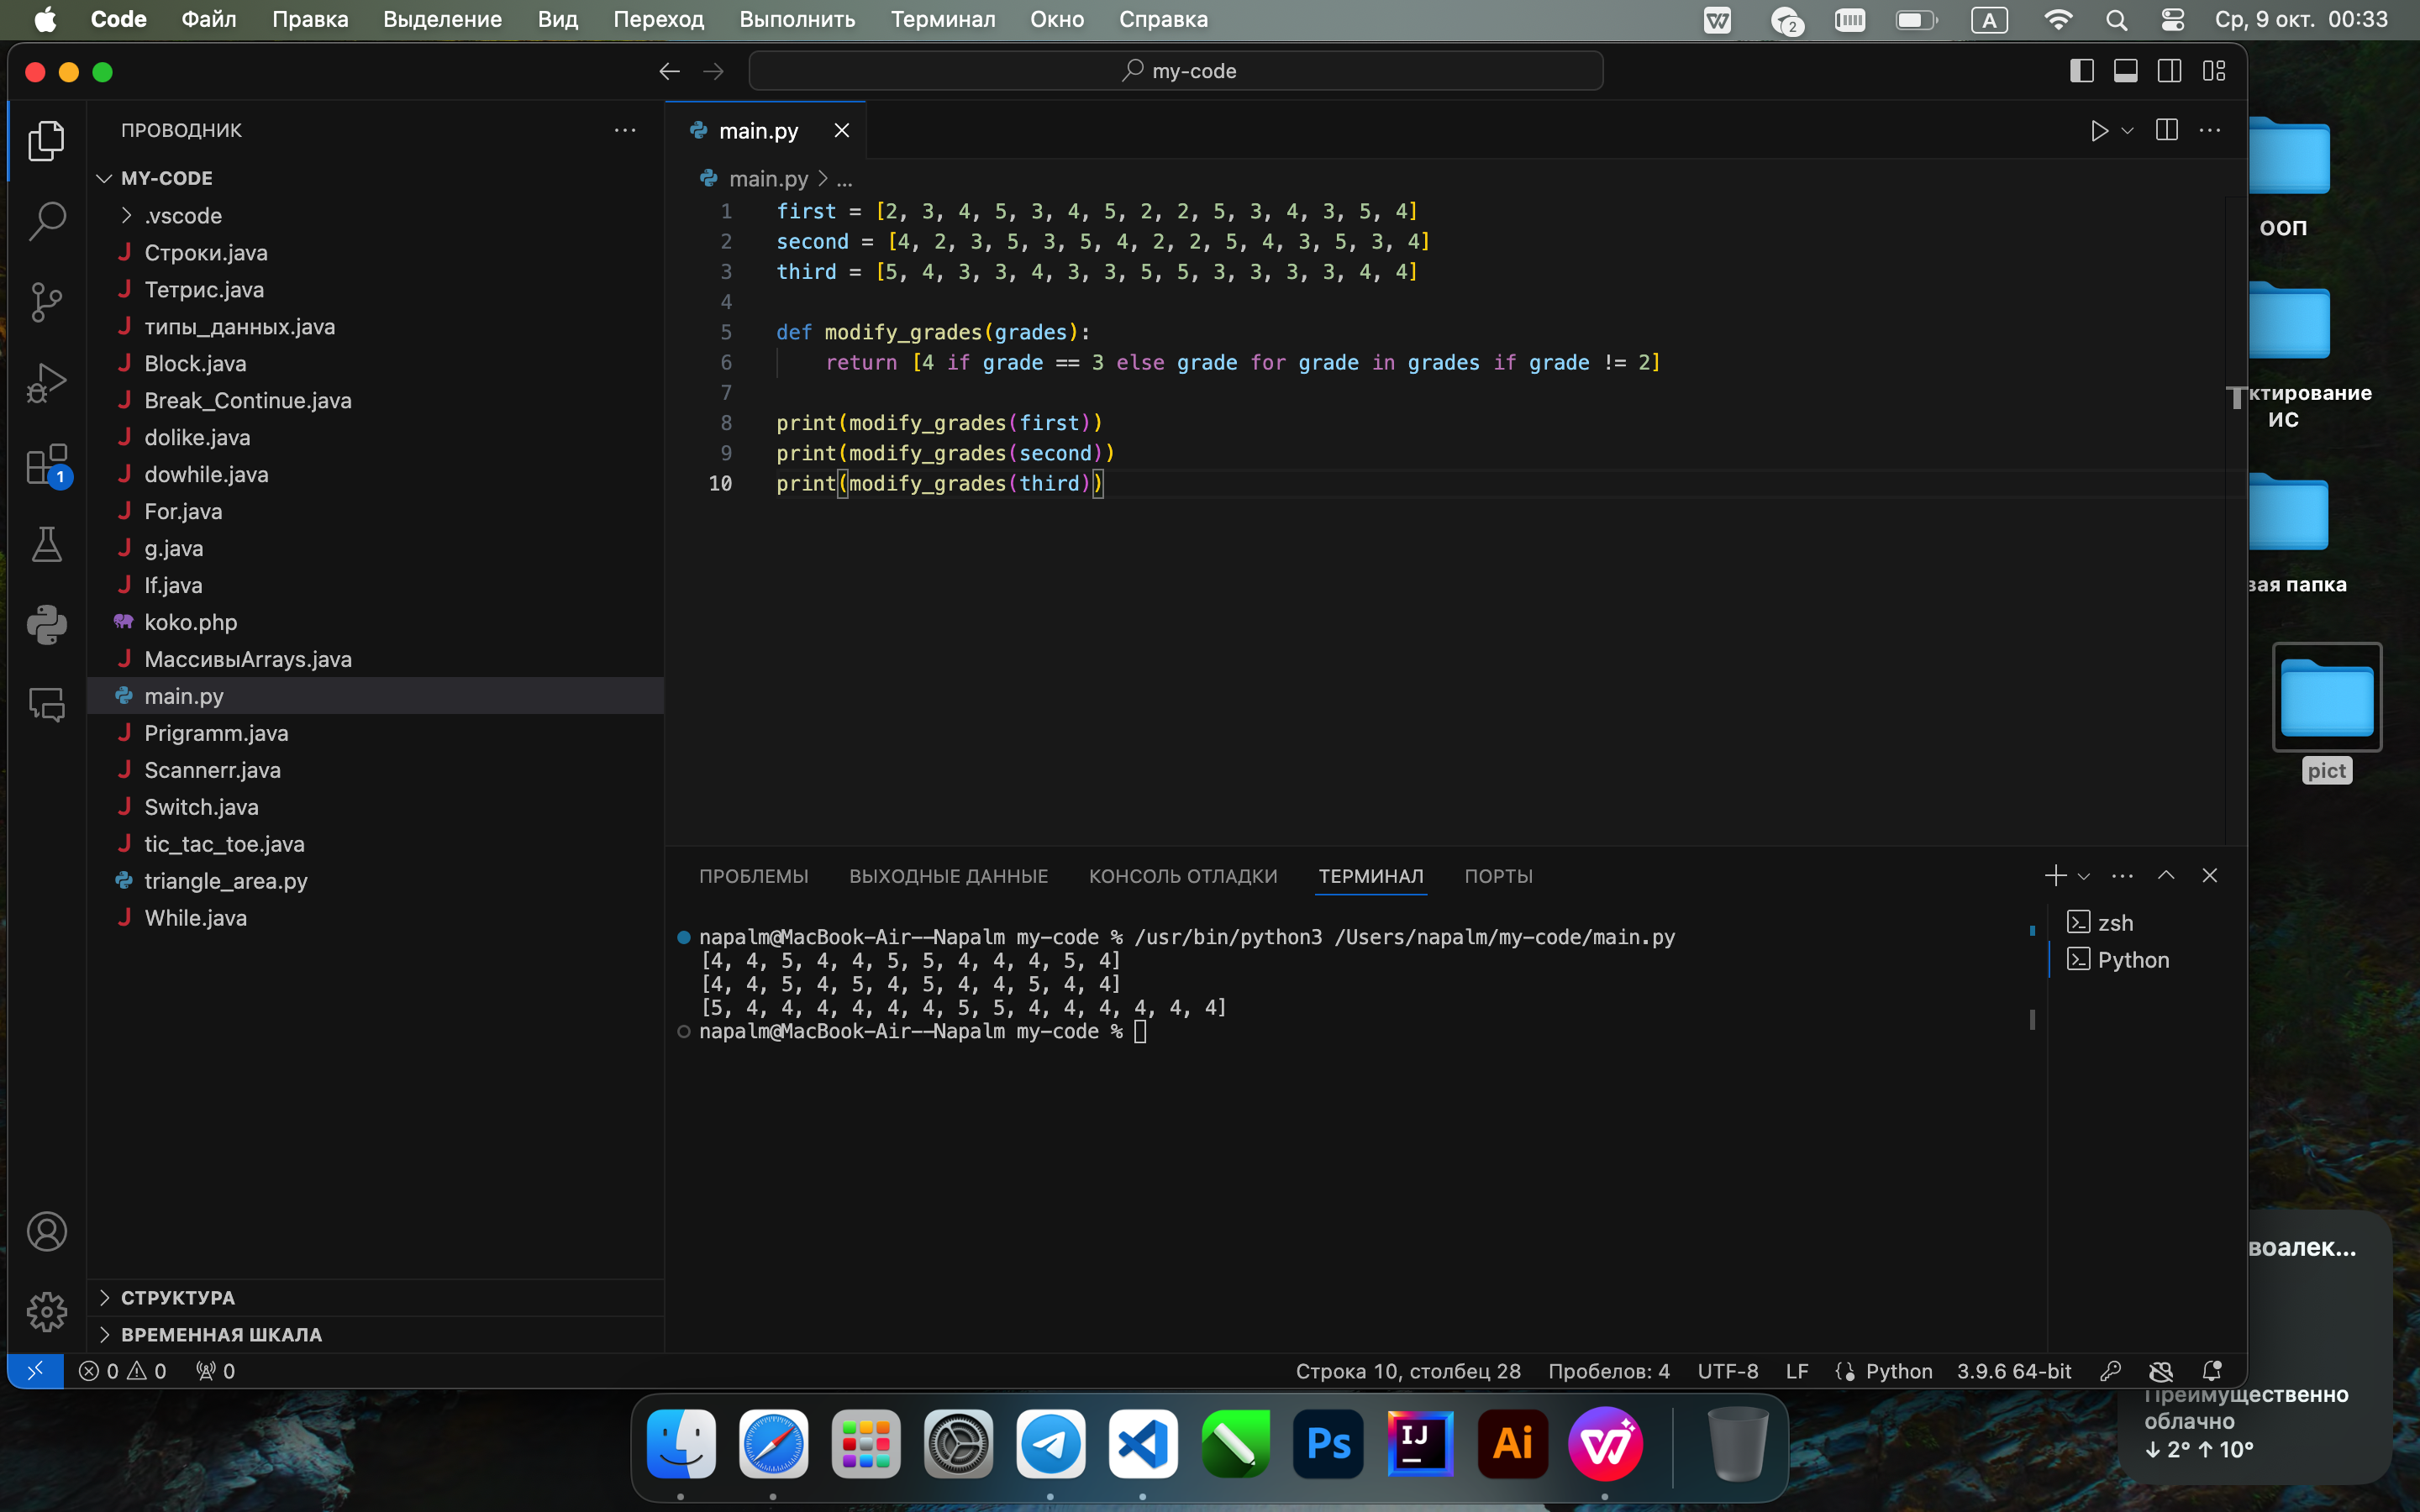 Code Файл Правка Выделение Вид Переход Выполнить Терминал Окно Справка
2 A Ср, 9 окт. 00:33
my-code
ПРОВОДНИК
MY-CODE
.vscode
Строки.java
Тетрис.java
типы_данных.java
Block.java
Break_Continue.java
dolike.java
dowhile.java
For.java
g.java
If.java
koko.php
МассивыArrays.java
main.py
Prigramm.java
Scannerr.java
Switch.java
tic_tac_toe.java
triangle_area.py
While.java
СТРУКТУРА
ВРЕМЕННАЯ ШКАЛА
1
main.py
main.py > ...
1 first = [2, 3, 4, 5, 3, 4, 5, 2, 2, 5, 3, 4, 3, 5, 4]
2 second = [4, 2, 3, 5, 3, 5, 4, 2, 2, 5, 4, 3, 5, 3, 4]
3 third = [5, 4, 3, 3, 4, 3, 3, 5, 5, 3, 3, 3, 3, 4, 4]
4
5 def modify_grades(grades):
6 return [4 if grade == 3 else grade for grade in grades if grade != 2]
7
8 print(modify_grades(first))
9 print(modify_grades(second))
10 print(modify_grades(third))
ПРОБЛЕМЫ ВЫХОДНЫЕ ДАННЫЕ КОНСОЛЬ ОТЛАДКИ ТЕРМИНАЛ ПОРТЫ
napalm@MacBook-Air--Napalm my-code % /usr/bin/python3 /Users/napalm/my-code/main.py
[4, 4, 5, 4, 4, 5, 5, 4, 4, 4, 5, 4]
[4, 4, 5, 4, 5, 4, 5, 4, 4, 5, 4, 4]
[5, 4, 4, 4, 4, 4, 4, 5, 5, 4, 4, 4, 4, 4, 4]
napalm@MacBook-Air--Napalm my-code %
zsh
Python
0 0 0
Строка 10, столбец 28 Пробелов: 4 UTF-8 LF Python 3.9.6 64-bit
ООП
ктирование
ИС
вая папка
pict
воалек...
Преимущественно
облачно
↓ 2° ↑ 10°
Ps IJ Ai